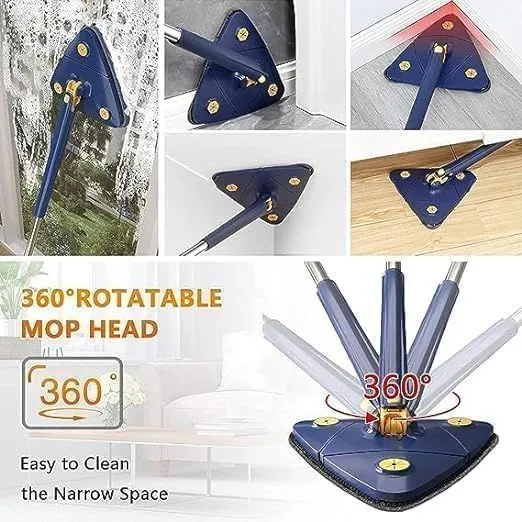 360°ROTATABLE
MOP HEAD
360°
Easy to Clean
the Narrow Space
360°